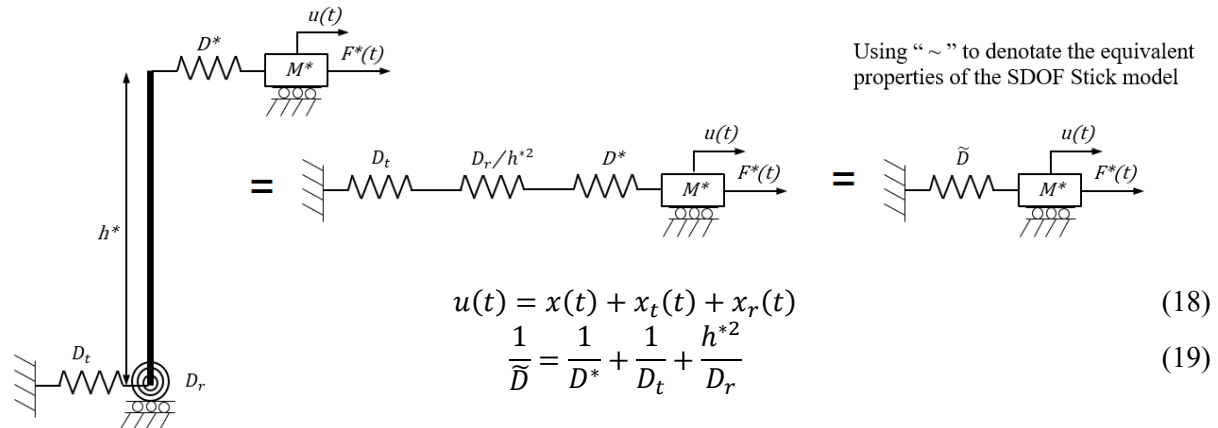 u(t)
D*
M*
F*(t)
Using “ ~ ” to denotate the equivalent
properties of the SDOF Stick model
h*
=
D_t
D_r/h*²
D*
u(t)
M*
F*(t)
=
D̃
u(t)
M*
F*(t)
D_t
D_r
u(t) = x(t) + x_t(t) + x_r(t) (18)
1/D̃ = 1/D* + 1/D_t + h*²/D_r (19)